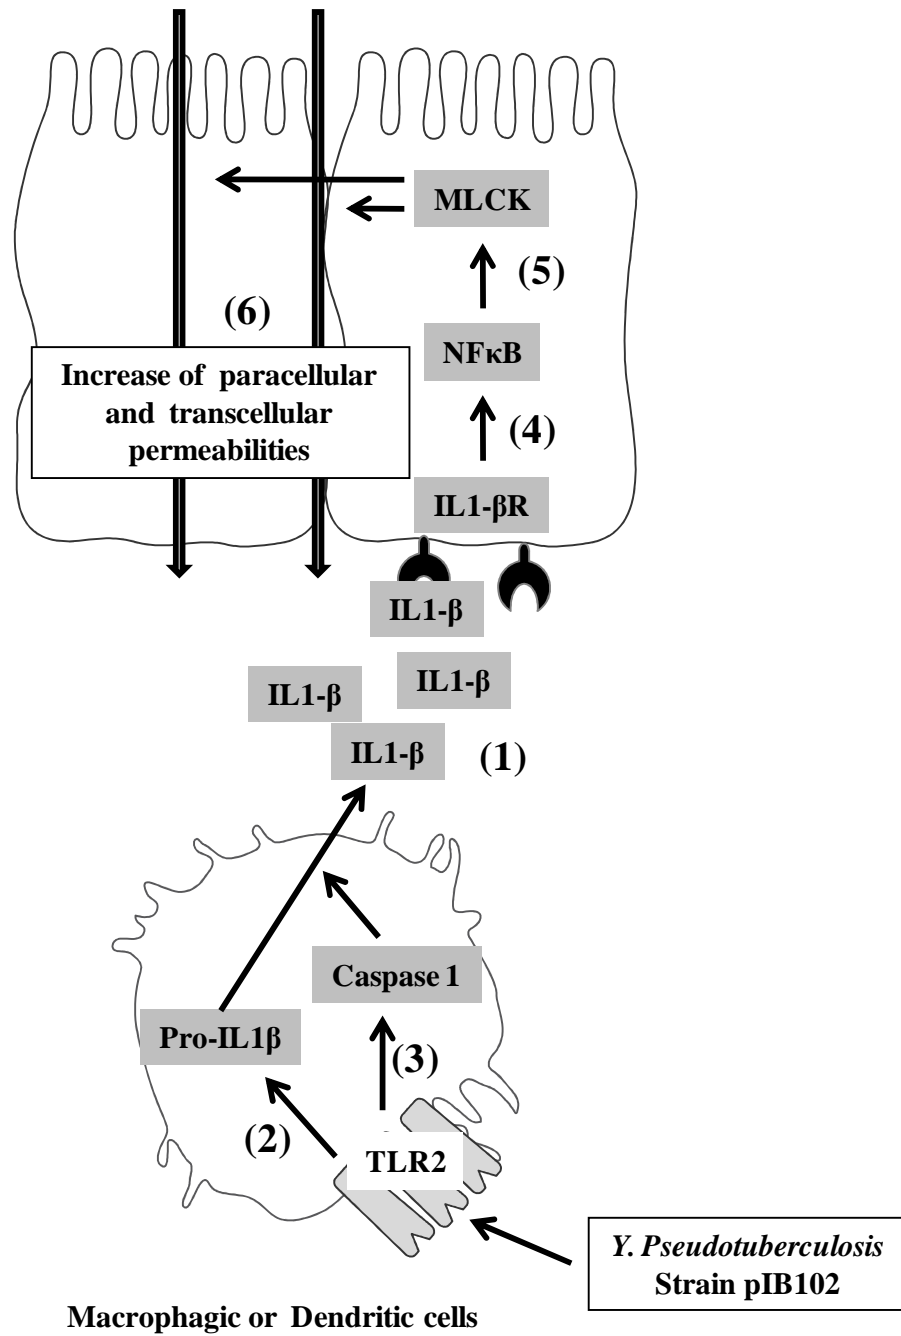 MLCK
(5)
(6)
NFκB
Increase of paracellular
and transcellular
permeabilities
(4)
IL1-βR
IL1-β
IL1-β
IL1-β
IL1-β
(1)
Caspase 1
Pro-IL1β
(3)
(2)
TLR2
Y. Pseudotuberculosis
Strain pIB102
Macrophagic or Dendritic cells